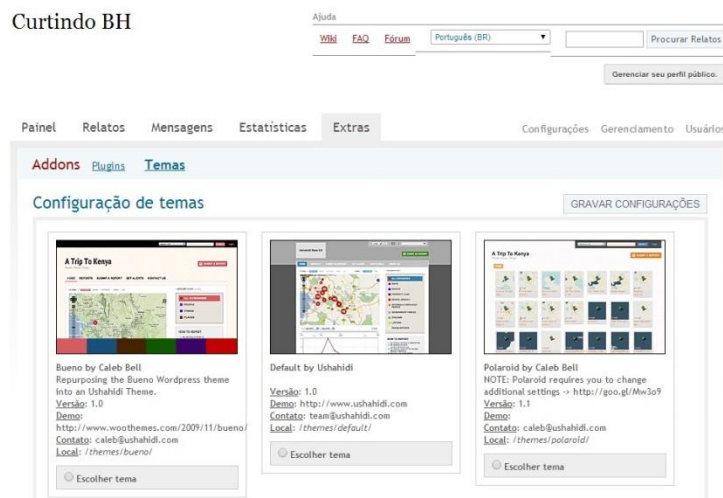 Curtindo BH
Ajuda
Wiki FAQ Fórum Português (BR) Procurar Relatos
Gerenciar seu perfil público.
Painel Relatos Mensagens Estatísticas Extras Configurações Gerenciamento Usuários
Addons Plugins Temas
Configuração de temas GRAVAR CONFIGURAÇÕES
A Trip To Kenya
Bueno by Caleb Bell
Repurposing the Bueno Wordpress theme
into an Ushahidi Theme.
Versão: 1.0
Demo:
http://www.woothemes.com/2009/11/bueno/
Contato: caleb@ushahidi.com
Local: /themes/bueno/
Escolher tema
Default by Ushahidi
Versão: 1.0
Demo: http://www.ushahidi.com
Contato: team@ushahidi.com
Local: /themes/default/
Escolher tema
A Trip To Kenya
Polaroid by Caleb Bell
NOTE: Polaroid requires you to change
additional settings -> http://goo.gl/Mw3o9
Versão: 1.1
Demo:
Contato: caleb@ushahidi.com
Local: /themes/polaroid/
Escolher tema